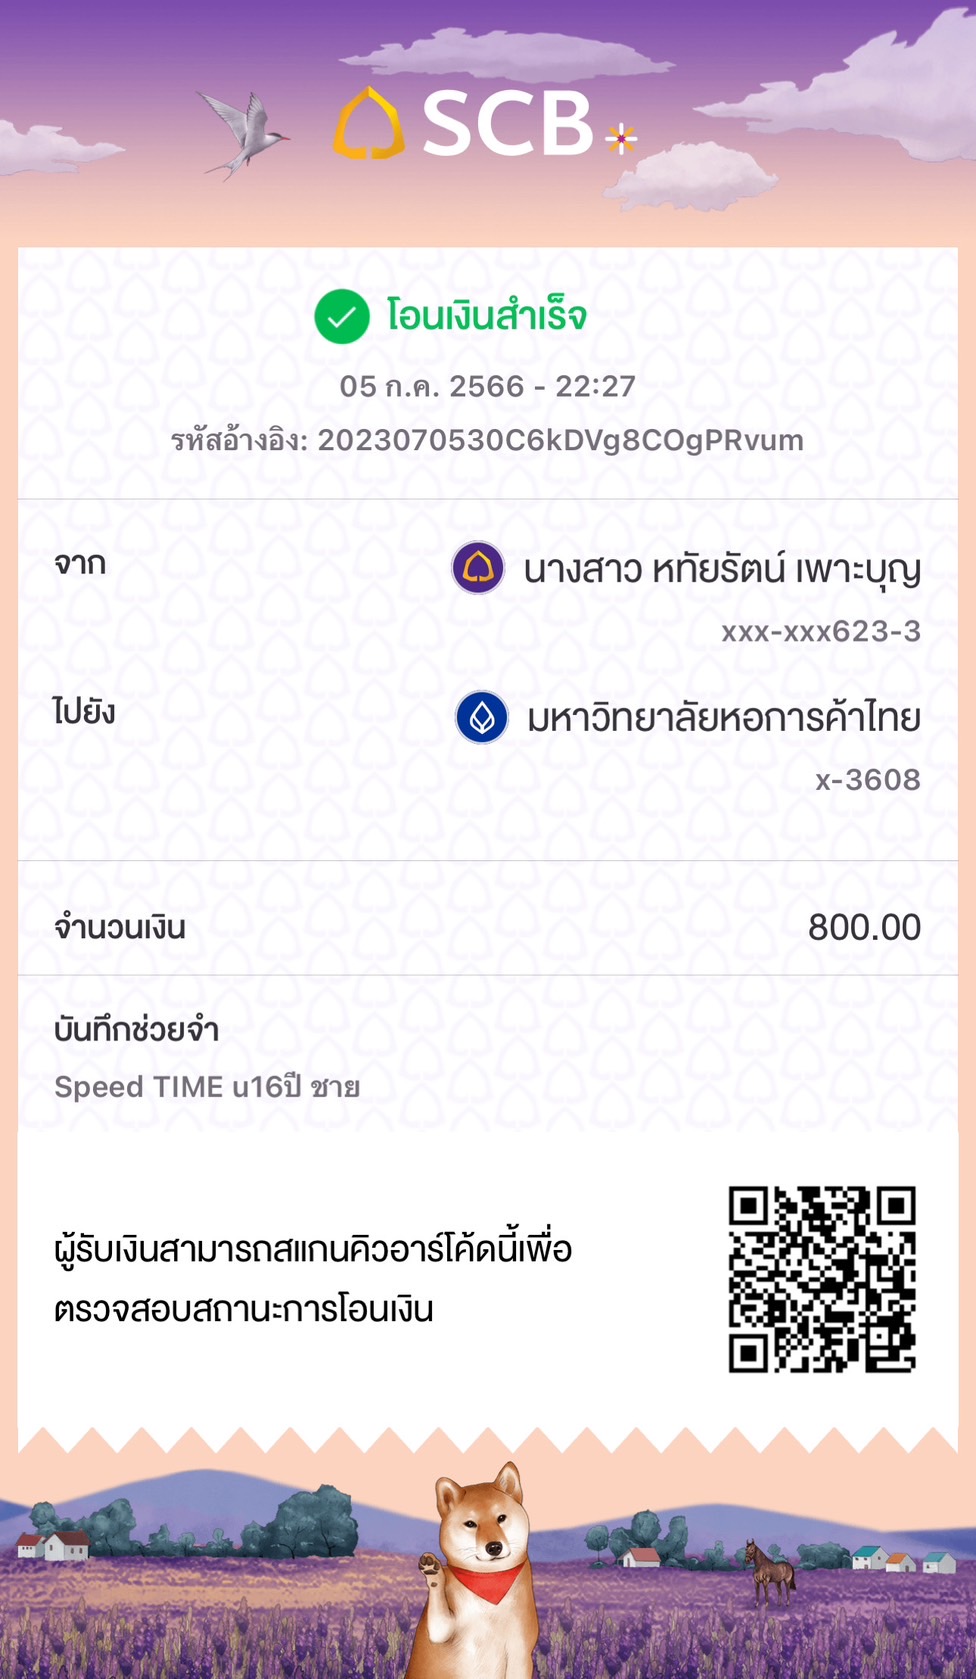 SCB
โอนเงินสำเร็จ
05 ก.ค. 2566 - 22:27
รหัสอ้างอิง: 2023070530C6kDVg8COgPRvum
จาก
นางสาว หทัยรัตน์ เพาะบุญ
xxx-xxx623-3
ไปยัง
มหาวิทยาลัยหอการค้าไทย
x-3608
จำนวนเงิน
800.00
บันทึกช่วยจำ
Speed TIME u16ปี ชาย
ผู้รับเงินสามารถสแกนคิวอาร์โค้ดนี้เพื่อ
ตรวจสอบสถานะการโอนเงิน